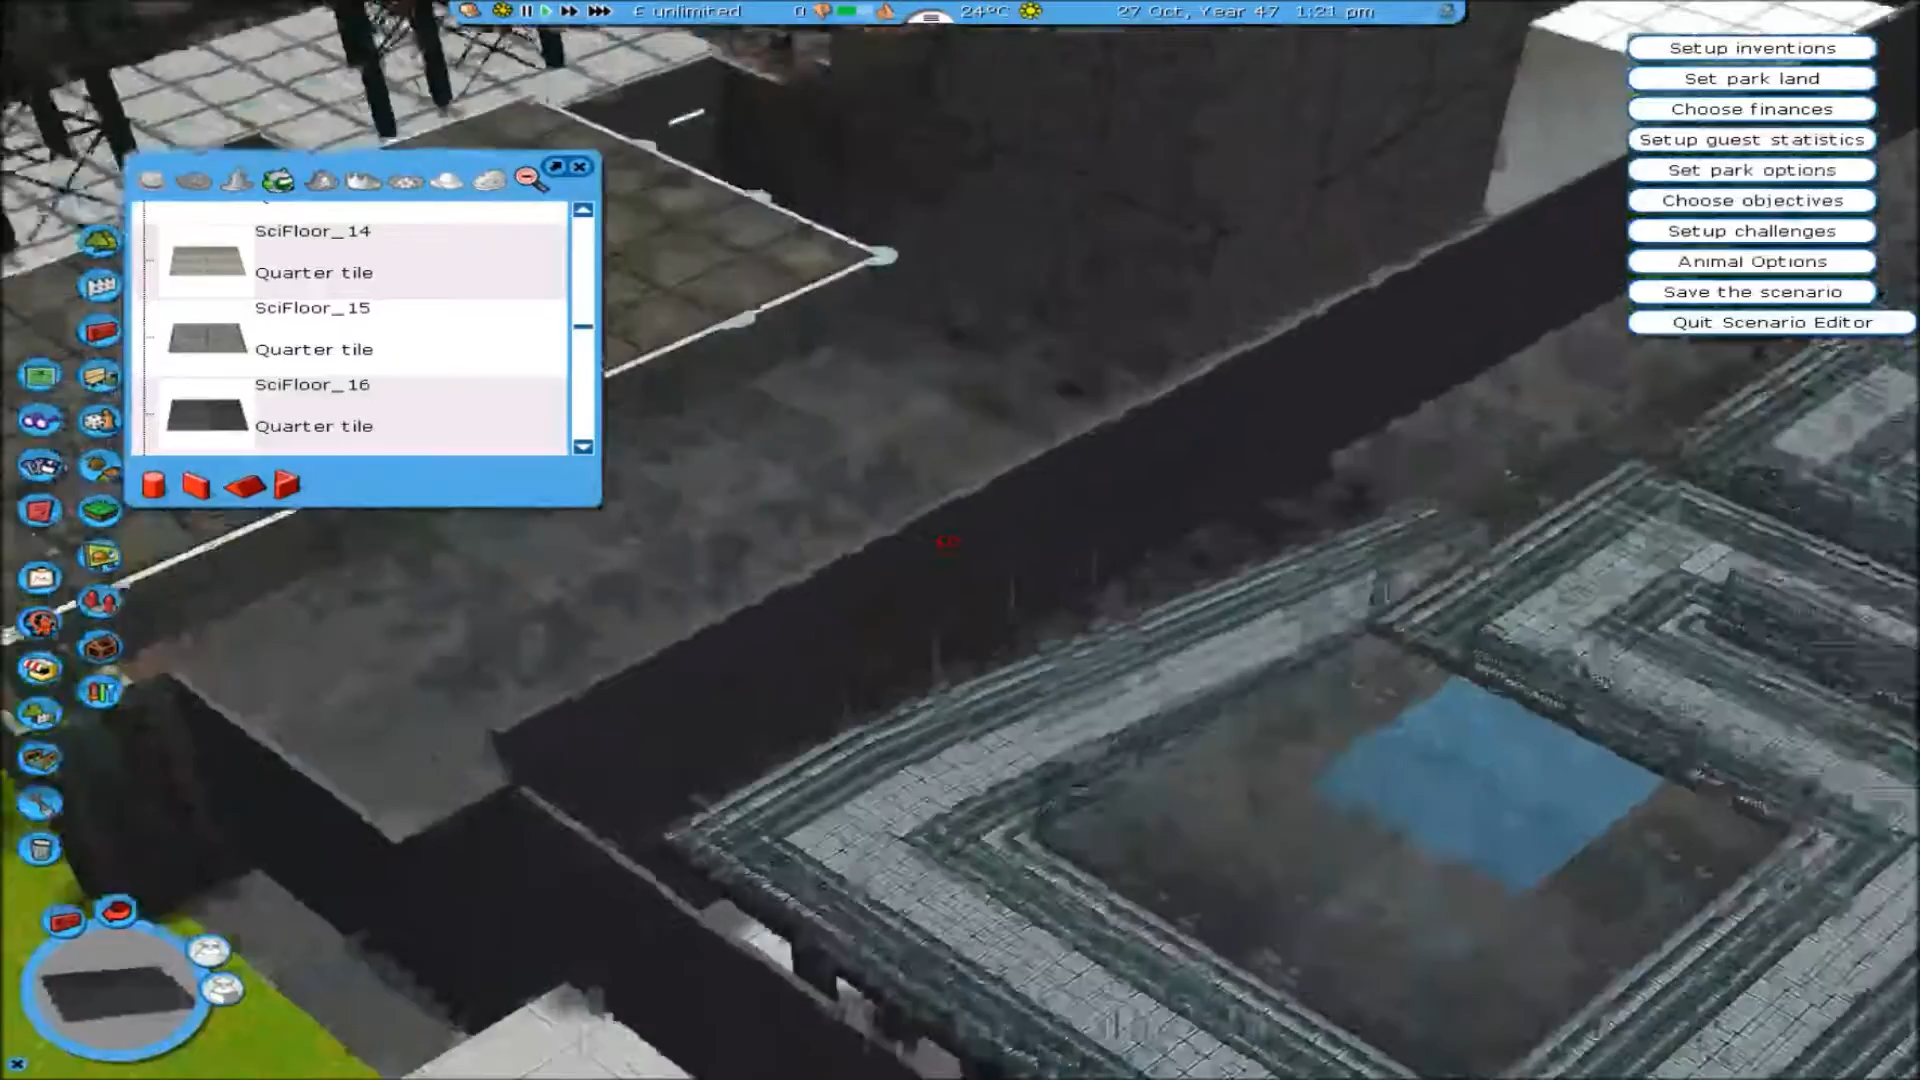 £ unlimited 0 24°C 27 Oct, Year 47 1:21 pm
Setup inventions
Set park land
Choose finances
Setup guest statistics
Set park options
Choose objectives
Setup challenges
Animal Options
Save the scenario
Quit Scenario Editor
SciFloor_14
Quarter tile
SciFloor_15
Quarter tile
SciFloor_16
Quarter tile